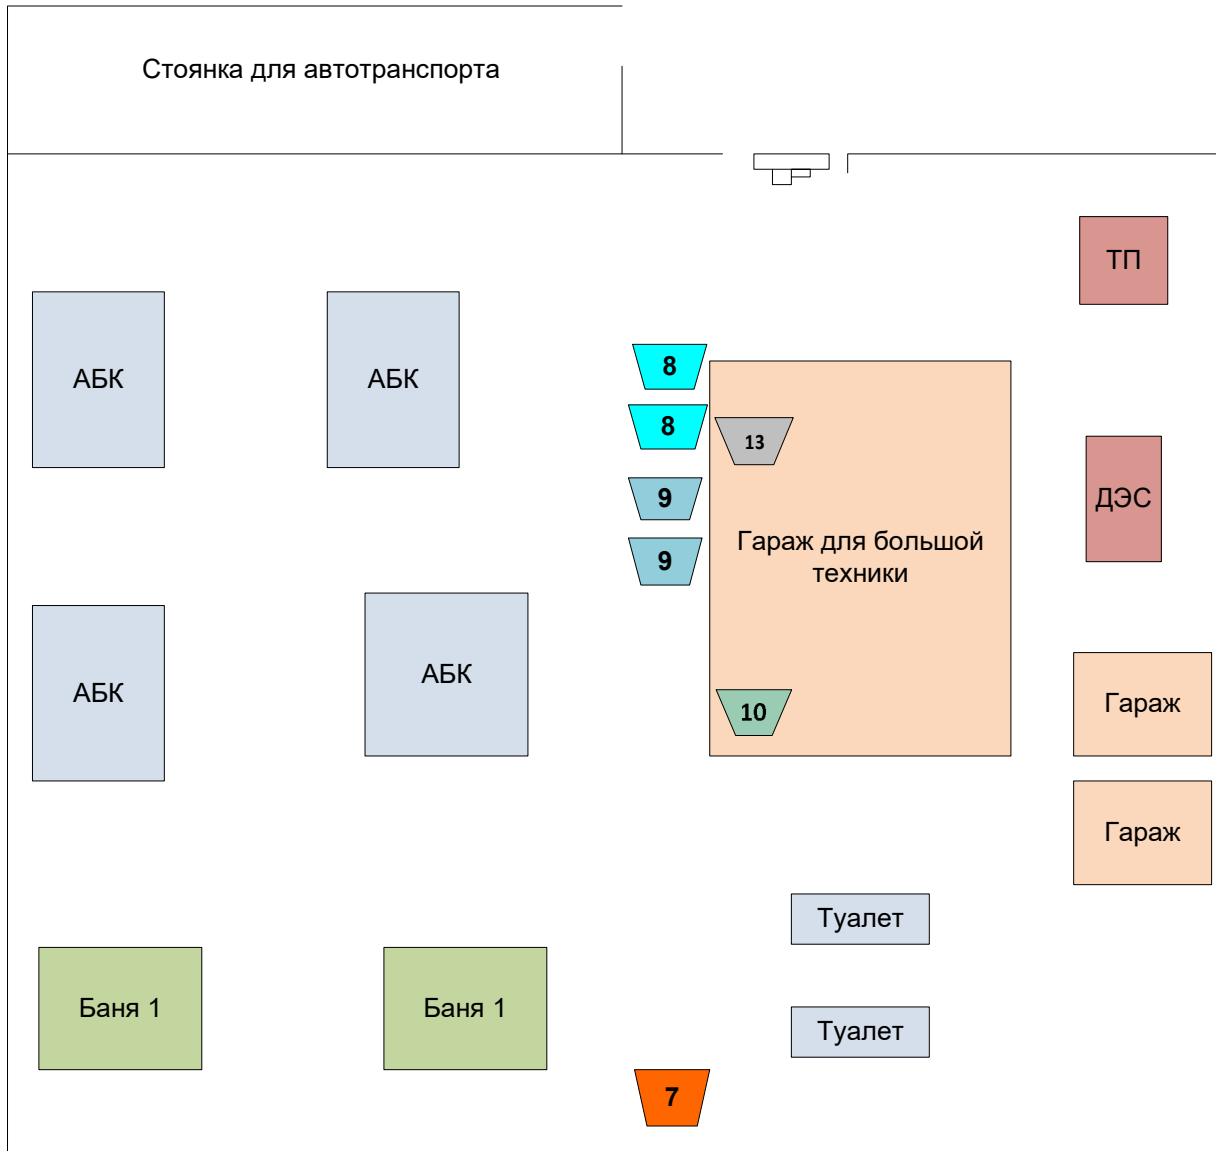 Стоянка для автотранспорта
ТП
АБК
АБК
8
8
13
9
ДЭС
9
Гараж для большой
техники
АБК
АБК
10
Гараж
Гараж
Туалет
Баня 1
Баня 1
Туалет
7